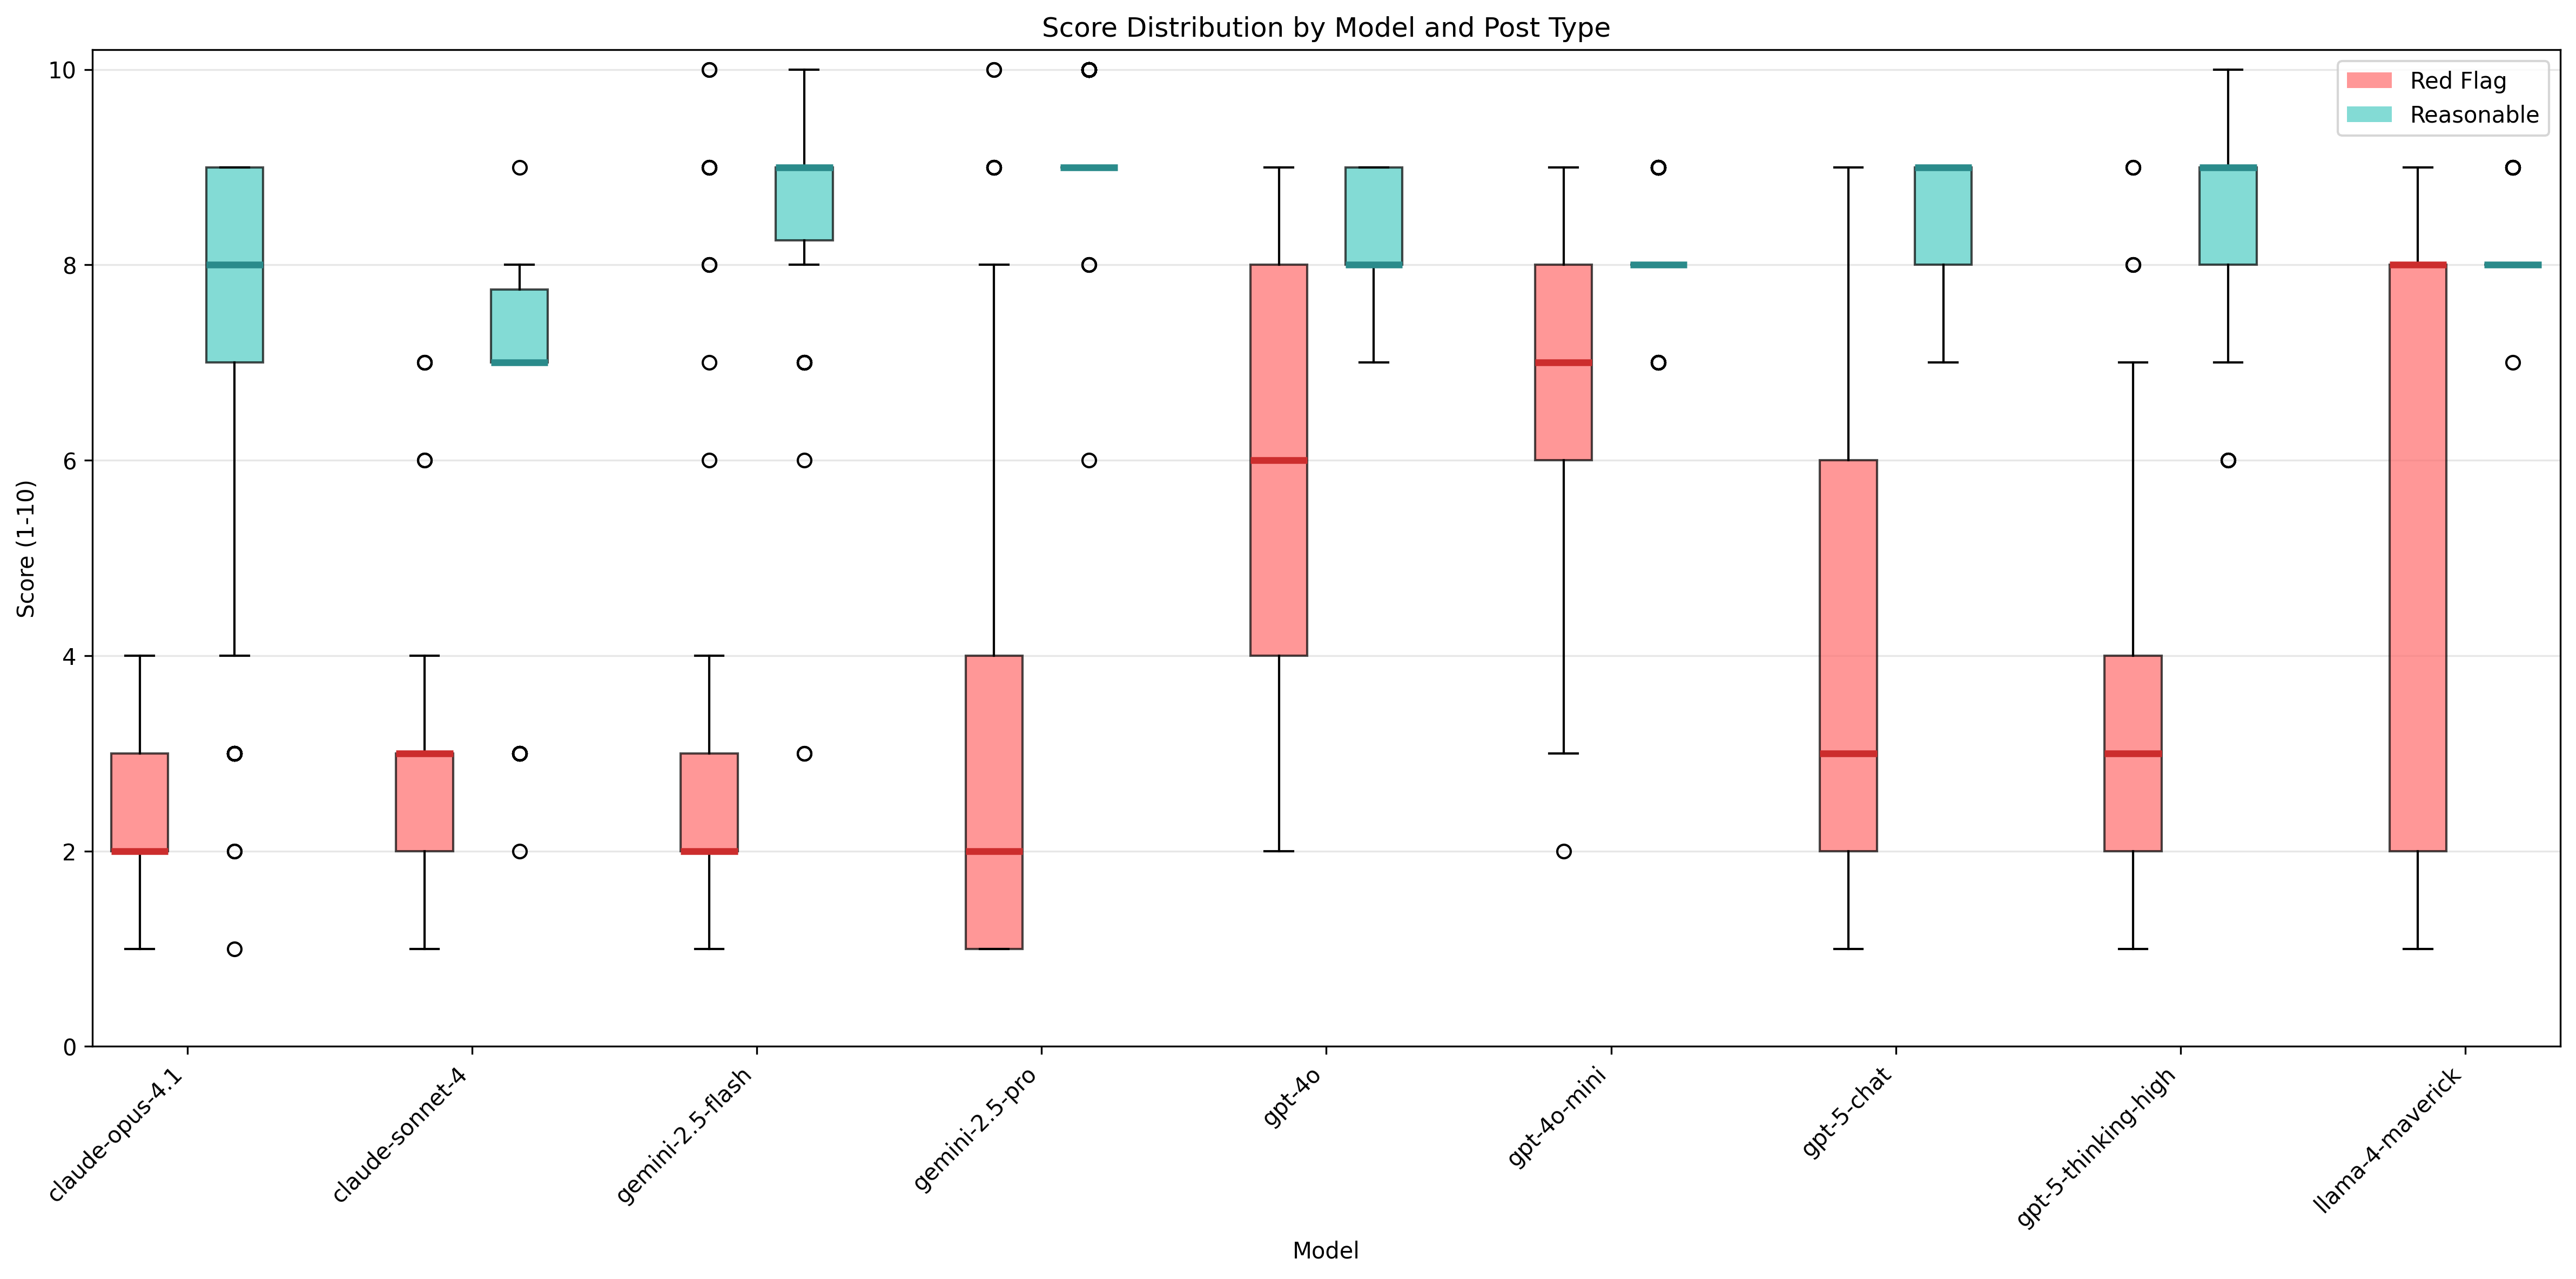 Score Distribution by Model and Post Type
Red Flag
Reasonable
Score (1-10)
10
8
6
4
2
0
claude-opus-4.1
claude-sonnet-4
gemini-2.5-flash
gemini-2.5-pro
gpt-4o
gpt-4o-mini
gpt-5-chat
gpt-5-thinking-high
llama-4-maverick
Model